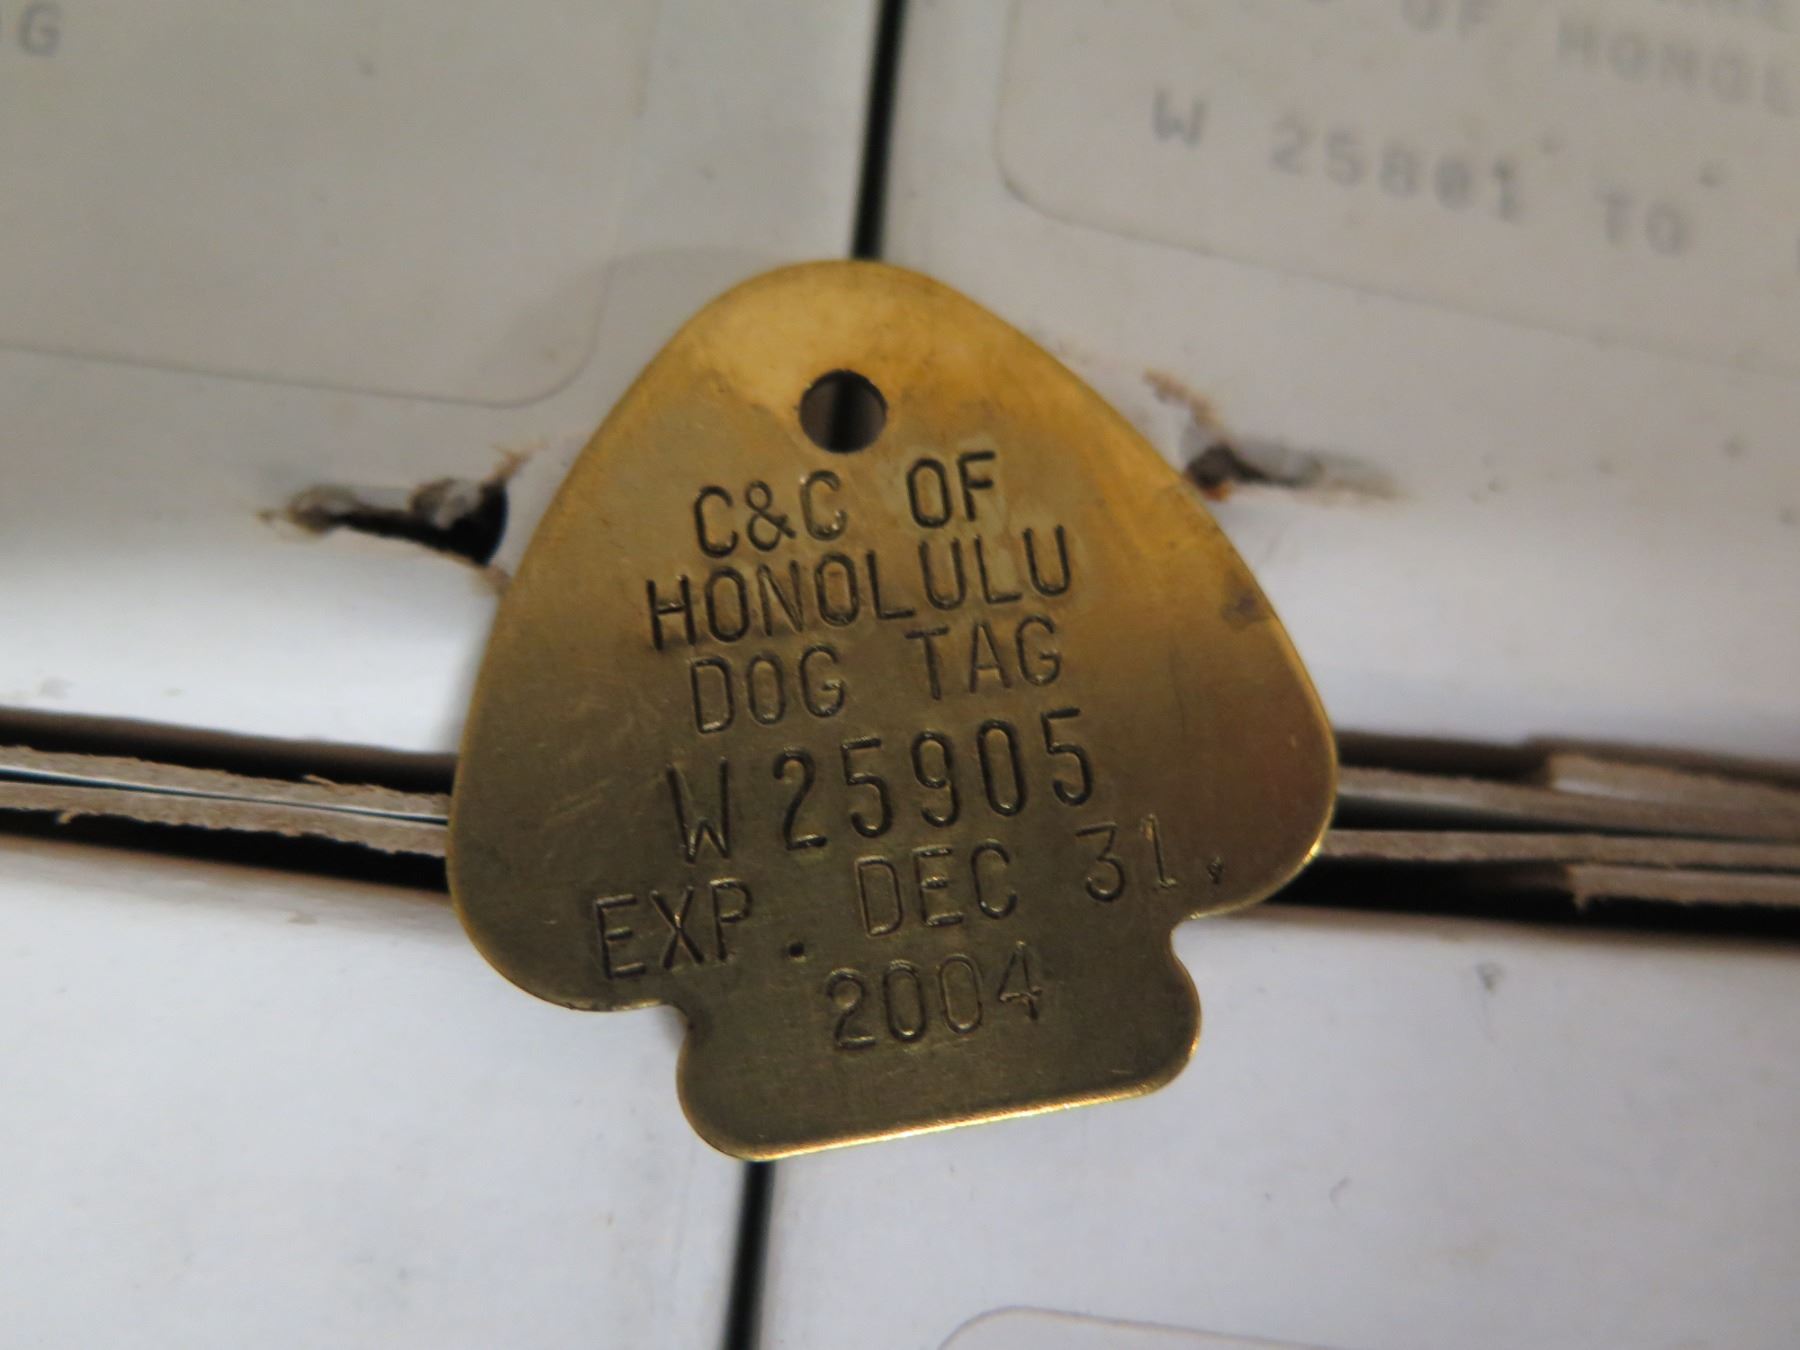 G
OF HONOL
W 25801 TO
C&C OF
HONOLULU
DOG TAG
W 25905
EXP. DEC 31,
2004